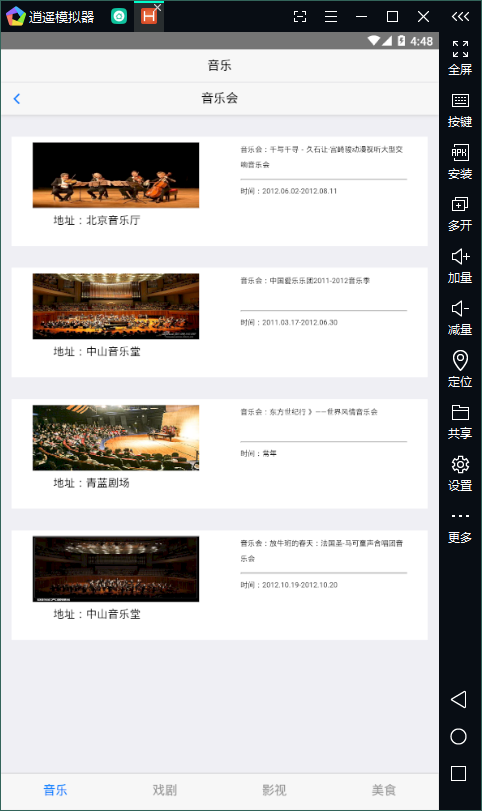 逍遥模拟器
4:48
音乐
音乐会
音乐会：千与千寻 - 久石让·宫崎骏动漫视听大型交
响音乐会
时间：2012.06.02-2012.08.11
地址：北京音乐厅
音乐会：中国爱乐乐团2011-2012音乐季
时间：2011.03.17-2012.06.30
地址：中山音乐堂
音乐会：东方世纪行 》——世界风情音乐会
时间：常年
地址：青蓝剧场
音乐会：放牛班的春天：法国圣·马可童声合唱团音
乐会
时间：2012.10.19-2012.10.20
地址：中山音乐堂
音乐
戏剧
影视
美食
全屏
按键
APK
安装
多开
加量
减量
定位
共享
设置
更多